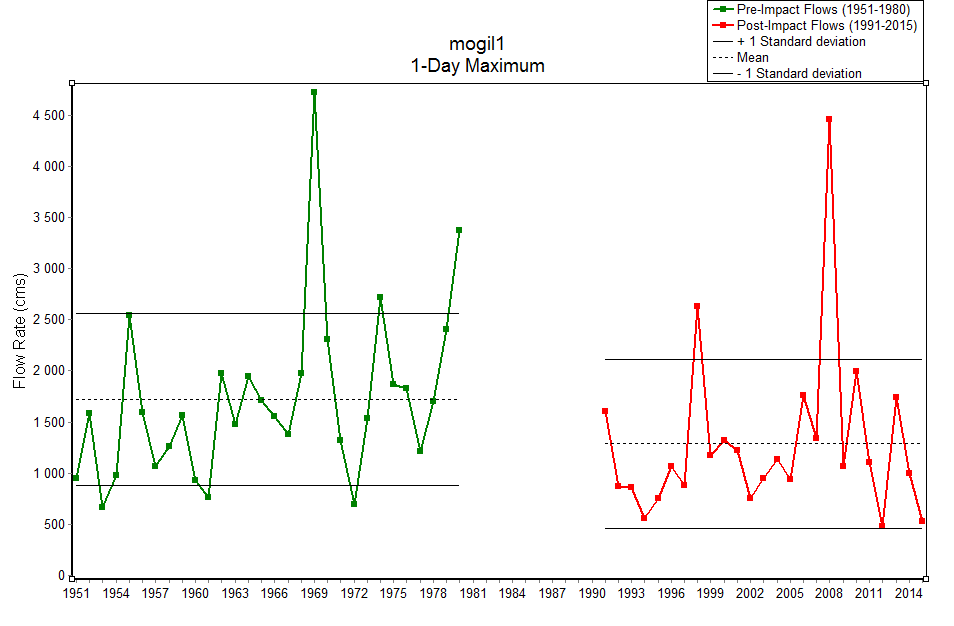 Pre-Impact Flows (1951-1980)
Post-Impact Flows (1991-2015)
+ 1 Standard deviation
Mean
- 1 Standard deviation
mogil1
1-Day Maximum
Flow Rate (cms)
4 500
4 000
3 500
3 000
2 500
2 000
1 500
1 000
500
0
1951 1954 1957 1960 1963 1966 1969 1972 1975 1978 1981 1984 1987 1990 1993 1996 1999 2002 2005 2008 2011 2014